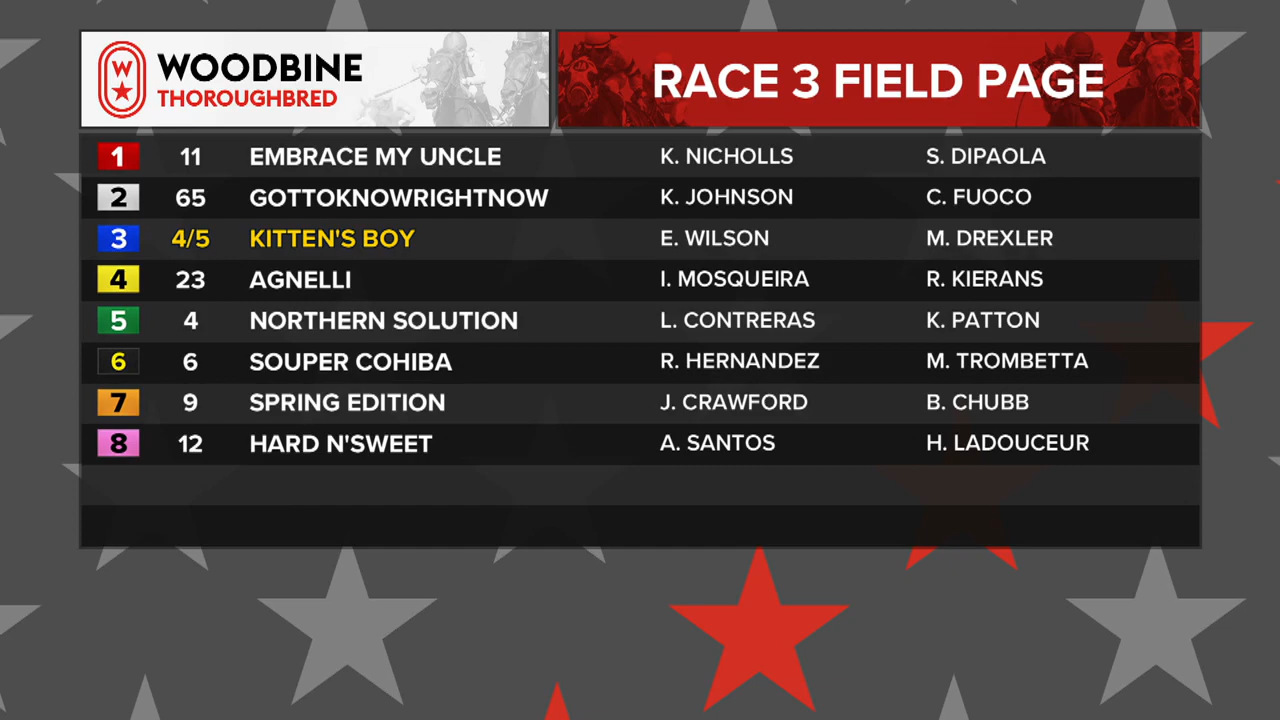 W
WOODBINE
THOROUGHBRED
RACE 3 FIELD PAGE
1 11 EMBRACE MY UNCLE K. NICHOLLS S. DIPAOLA
2 65 GOTTOKNOWRIGHTNOW K. JOHNSON C. FUOCO
3 4/5 KITTEN'S BOY E. WILSON M. DREXLER
4 23 AGNELLI I. MOSQUEIRA R. KIERANS
5 4 NORTHERN SOLUTION L. CONTRERAS K. PATTON
6 6 SOUPER COHIBA R. HERNANDEZ M. TROMBETTA
7 9 SPRING EDITION J. CRAWFORD B. CHUBB
8 12 HARD N'SWEET A. SANTOS H. LADOUCEUR